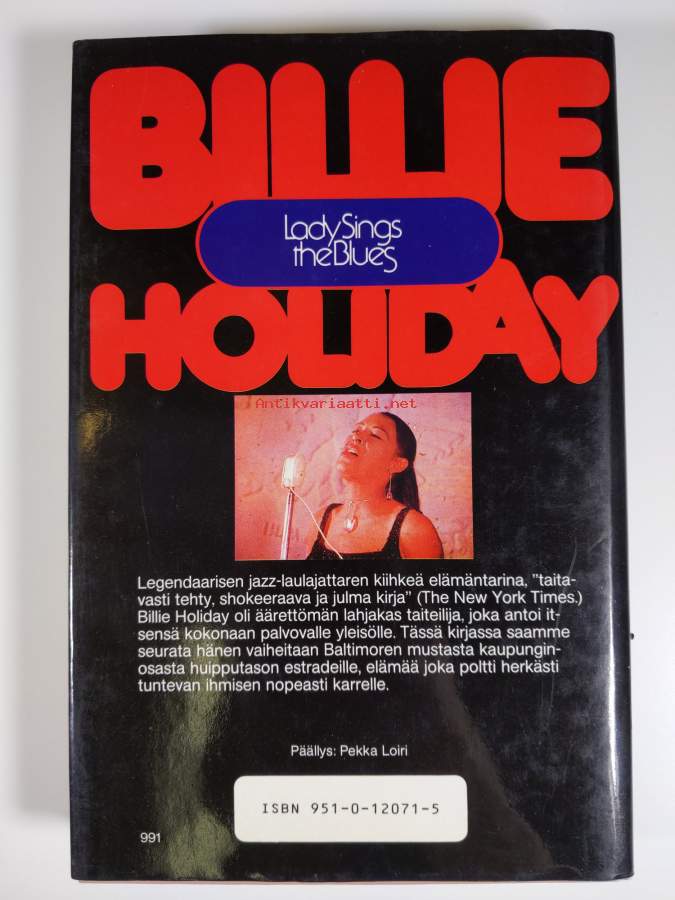 BILLIE
Lady Sings
the Blues
HOLIDAY
Antikvariaatti.net
Legendaarisen jazz-laulajattaren kiihkeä elämäntarina, ”taita-
vasti tehty, shokeeraava ja julma kirja” (The New York Times.)
Billie Holiday oli äärettömän lahjakas taiteilija, joka antoi it-
sensä kokonaan palvovalle yleisölle. Tässä kirjassa saamme
seurata hänen vaiheitaan Baltimoren mustasta kaupungin-
osasta huipputason estradeille, elämää joka poltti herkästi
tuntevan ihmisen nopeasti karrelle.
Päällys: Pekka Loiri
ISBN 951-0-12071-5
991